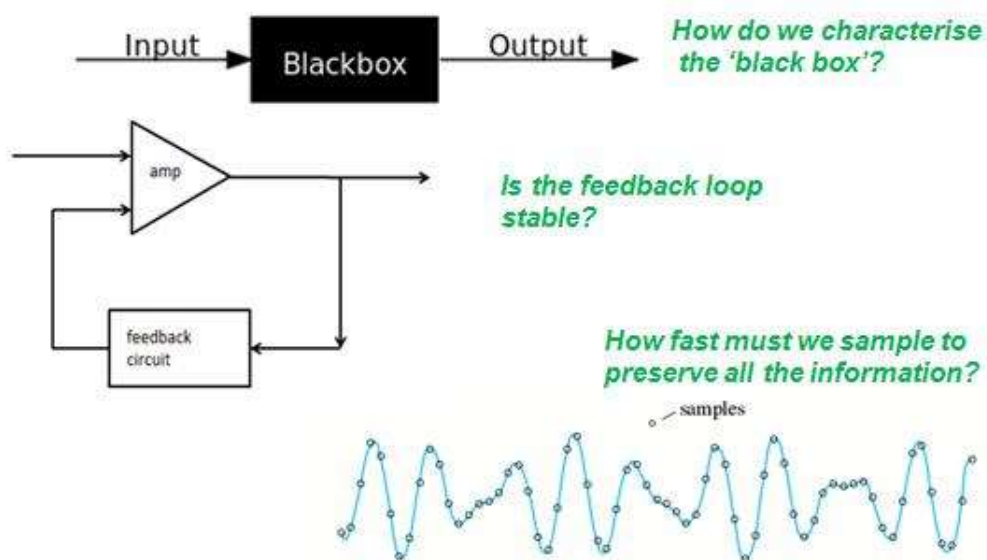 Input
Blackbox
Output
How do we characterise
the ‘black box’?
amp
Is the feedback loop
stable?
feedback
circuit
How fast must we sample to
preserve all the information?
samples